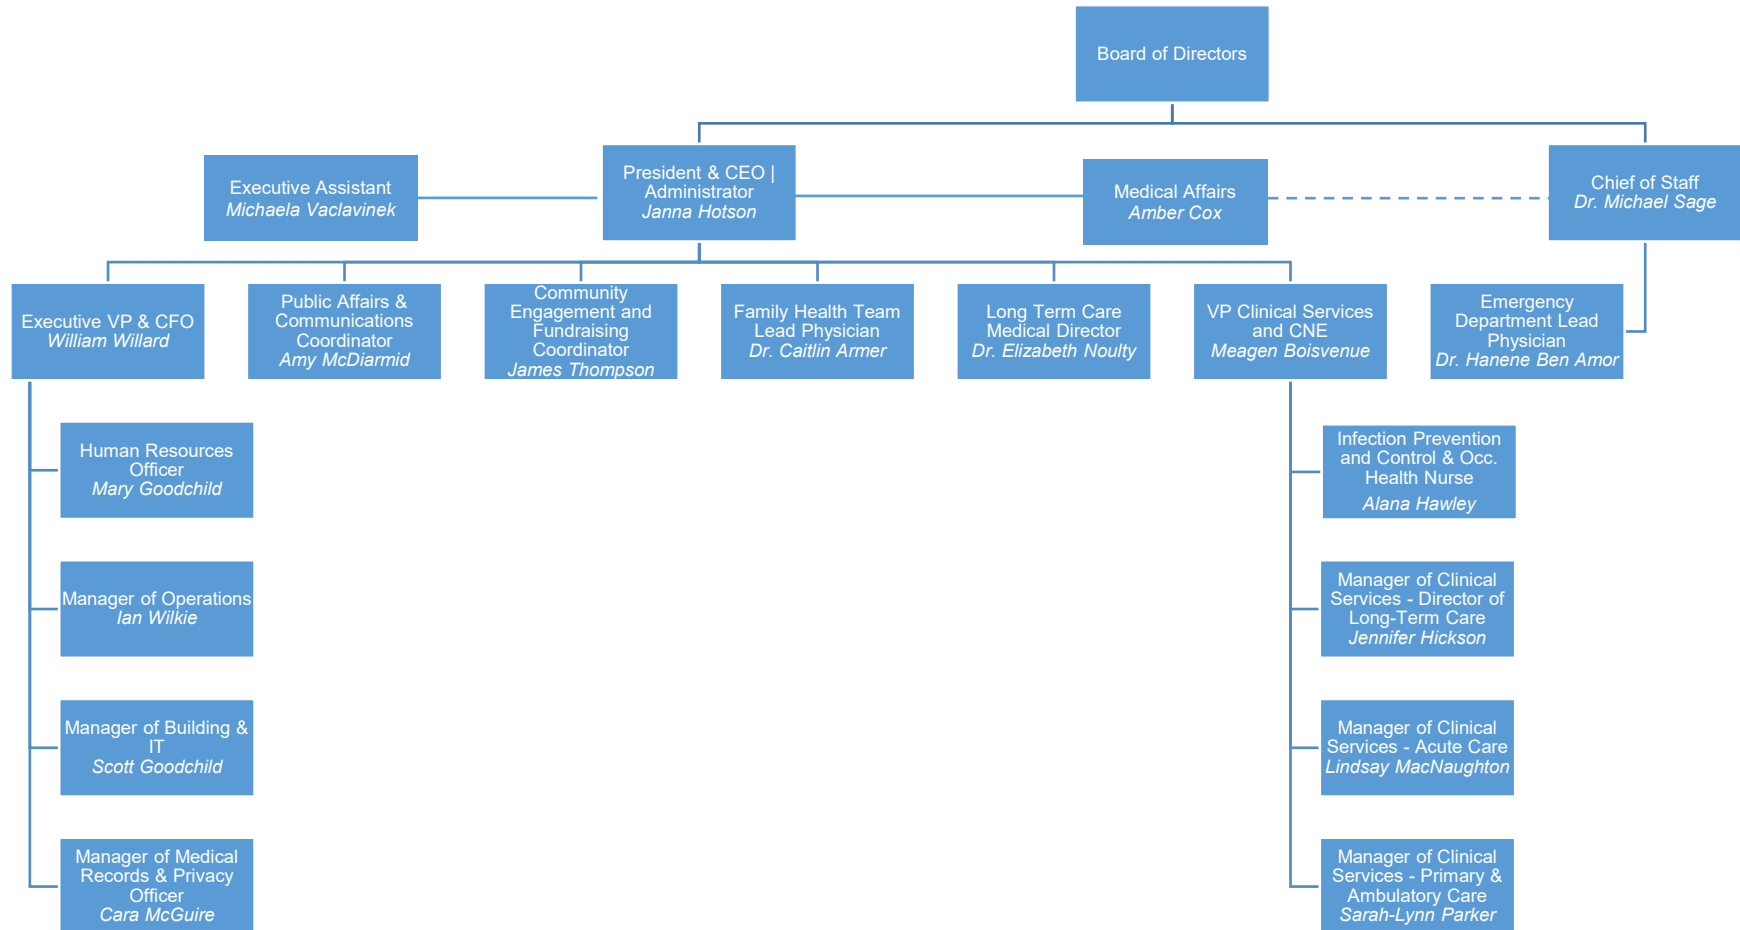 Board of Directors
Executive Assistant
Michaela Vaclavinek
President & CEO |
Administrator
Janna Hotson
Medical Affairs
Amber Cox
Chief of Staff
Dr. Michael Sage
Executive VP & CFO
William Willard
Public Affairs &
Communications
Coordinator
Amy McDiarmid
Community
Engagement and
Fundraising
Coordinator
James Thompson
Family Health Team
Lead Physician
Dr. Caitlin Armer
Long Term Care
Medical Director
Dr. Elizabeth Noulty
VP Clinical Services
and CNE
Meagen Boisvenue
Emergency
Department Lead
Physician
Dr. Hanene Ben Amor
Human Resources
Officer
Mary Goodchild
Infection Prevention
and Control & Occ.
Health Nurse
Alana Hawley
Manager of Operations
Ian Wilkie
Manager of Clinical
Services - Director of
Long-Term Care
Jennifer Hickson
Manager of Building &
IT
Scott Goodchild
Manager of Clinical
Services - Acute Care
Lindsay MacNaughton
Manager of Medical
Records & Privacy
Officer
Cara McGuire
Manager of Clinical
Services - Primary &
Ambulatory Care
Sarah-Lynn Parker